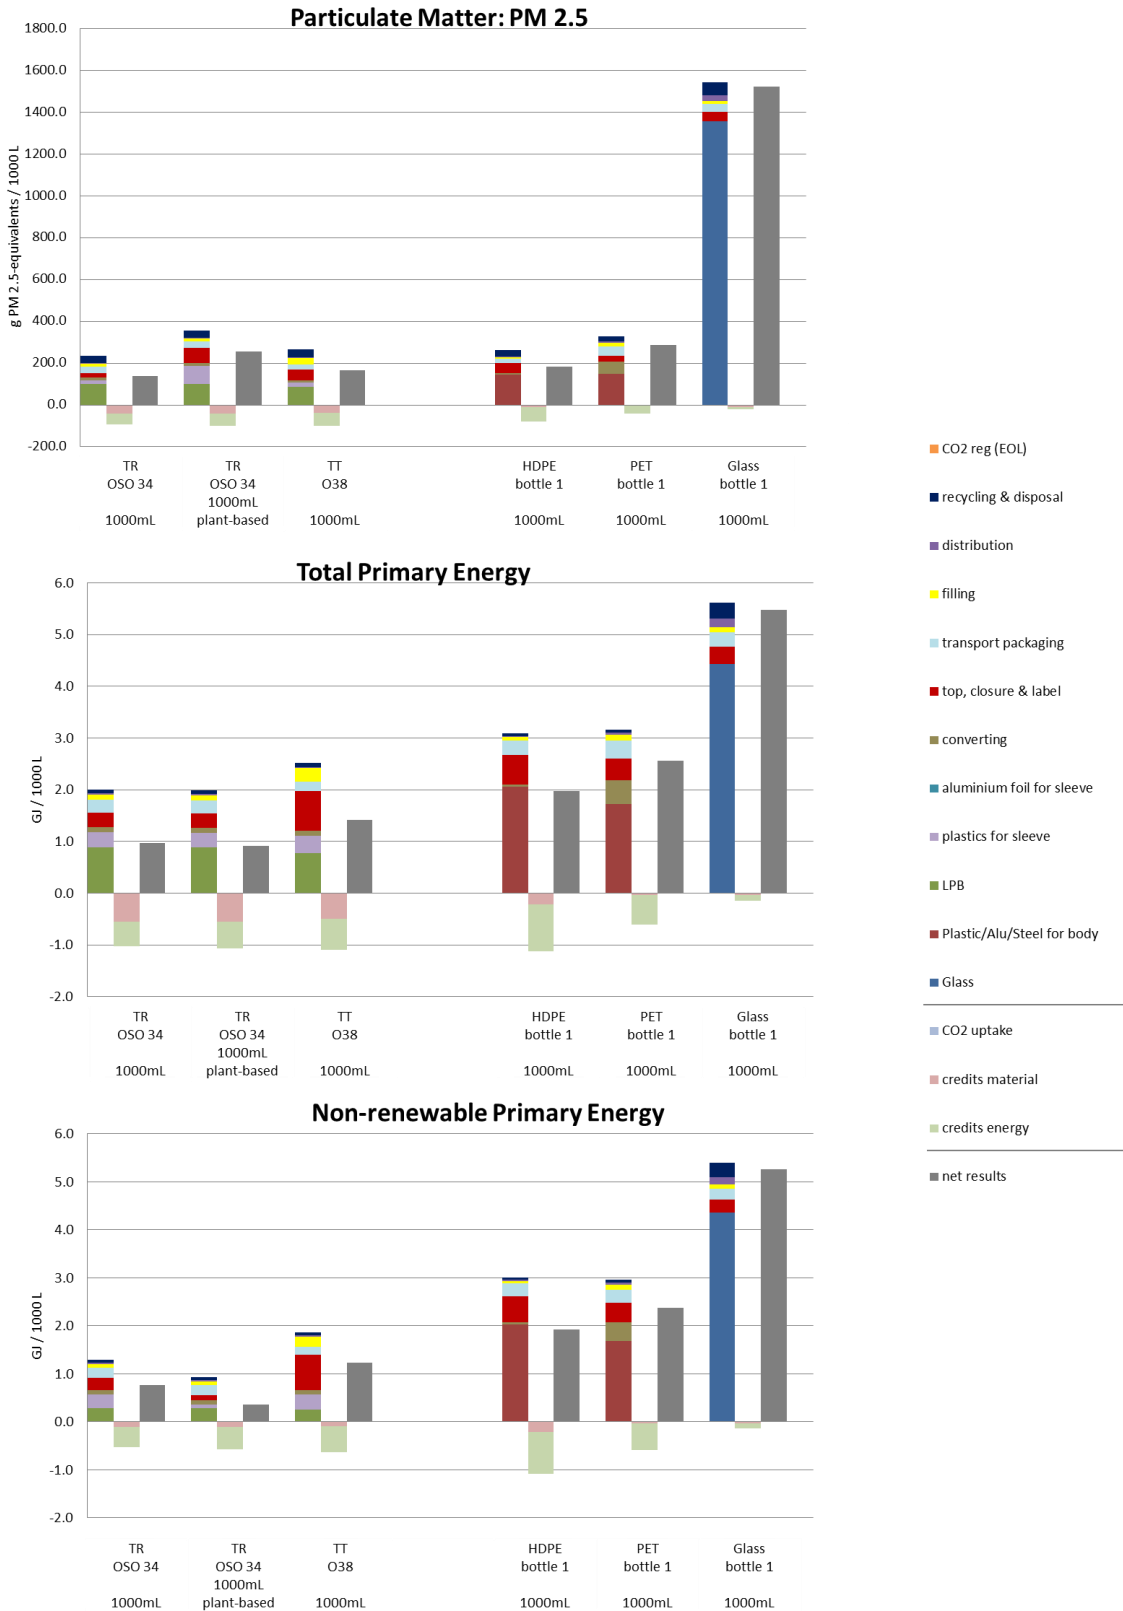 Particulate Matter: PM 2.5
g PM 2.5-equivalents / 1000 L
1800.0
1600.0
1400.0
1200.0
1000.0
800.0
600.0
400.0
200.0
0.0
-200.0
TR
OSO 34
1000mL
TR
OSO 34
1000mL
plant-based
TT
O38
1000mL
HDPE
bottle 1
1000mL
PET
bottle 1
1000mL
Glass
bottle 1
1000mL
Total Primary Energy
GJ / 1000 L
6.0
5.0
4.0
3.0
2.0
1.0
0.0
-1.0
-2.0
TR
OSO 34
1000mL
TR
OSO 34
1000mL
plant-based
TT
O38
1000mL
HDPE
bottle 1
1000mL
PET
bottle 1
1000mL
Glass
bottle 1
1000mL
Non-renewable Primary Energy
GJ / 1000 L
6.0
5.0
4.0
3.0
2.0
1.0
0.0
-1.0
-2.0
TR
OSO 34
1000mL
TR
OSO 34
1000mL
plant-based
TT
O38
1000mL
HDPE
bottle 1
1000mL
PET
bottle 1
1000mL
Glass
bottle 1
1000mL
CO2 reg (EOL)
recycling & disposal
distribution
filling
transport packaging
top, closure & label
converting
aluminium foil for sleeve
plastics for sleeve
LPB
Plastic/Alu/Steel for body
Glass
CO2 uptake
credits material
credits energy
net results